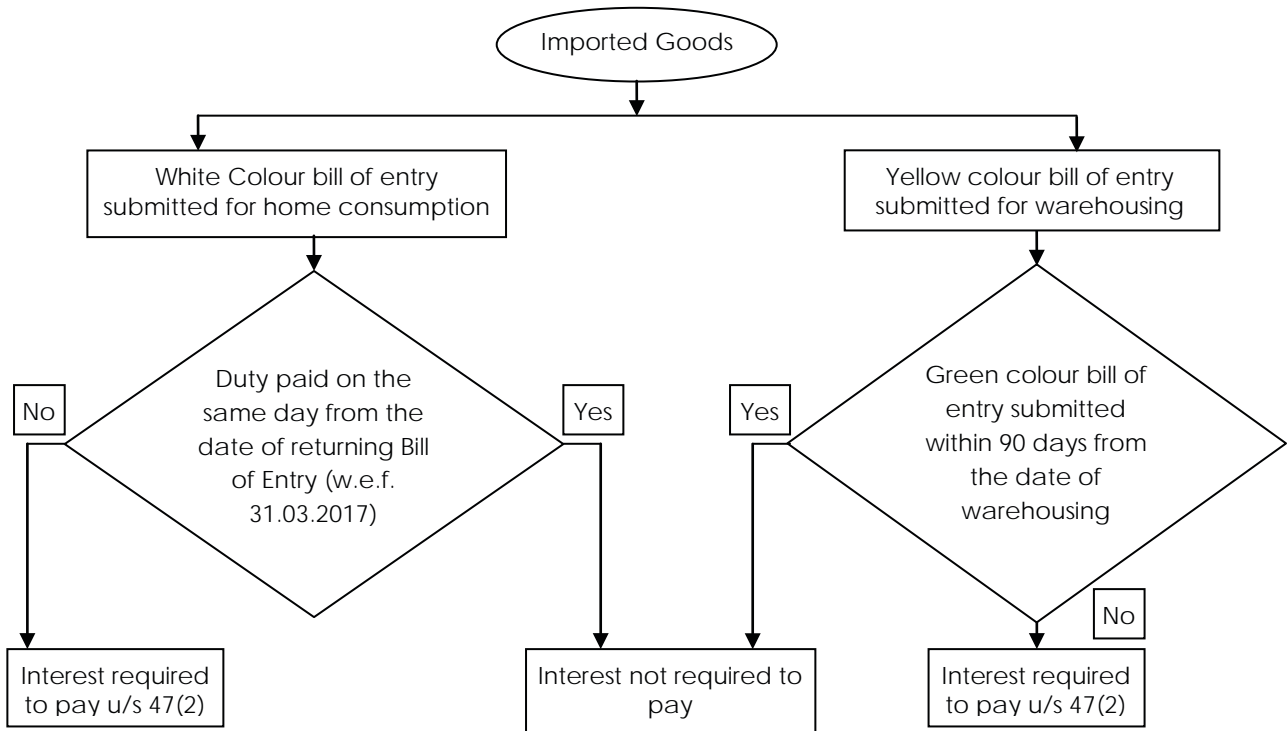 Imported Goods
White Colour bill of entry
submitted for home consumption
Yellow colour bill of entry
submitted for warehousing
Duty paid on the
same day from the
date of returning Bill
of Entry (w.e.f.
31.03.2017)
No
Yes
Yes
Green colour bill of
entry submitted
within 90 days from
the date of
warehousing
No
Interest required
to pay u/s 47(2)
Interest not required to
pay
Interest required
to pay u/s 47(2)